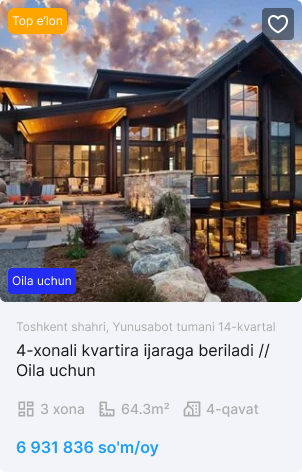 Top e'lon
Oila uchun
Toshkent shahri, Yunusabot tumani 14-kvartal
4-xonali kvartira ijaraga beriladi //
Oila uchun
3 xona 64.3m² 4-qavat
6 931 836 so'm/oy